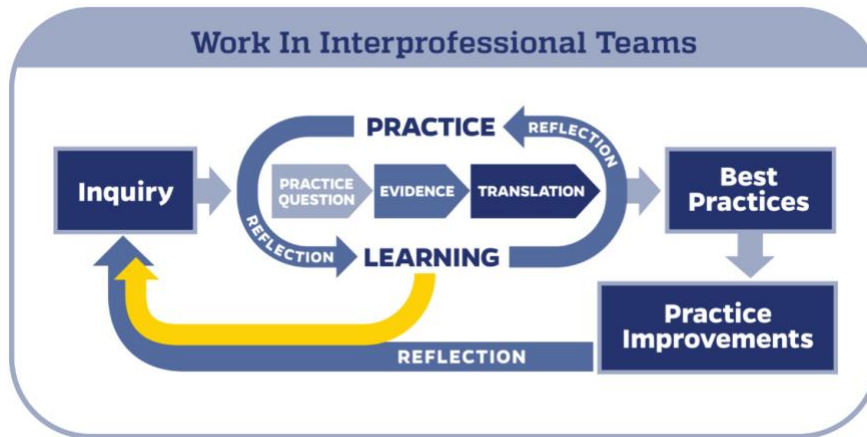 Work In Interprofessional Teams
PRACTICE
REFLECTION
Inquiry
PRACTICE
QUESTION
EVIDENCE
TRANSLATION
Best
Practices
REFLECTION
LEARNING
Practice
Improvements
REFLECTION